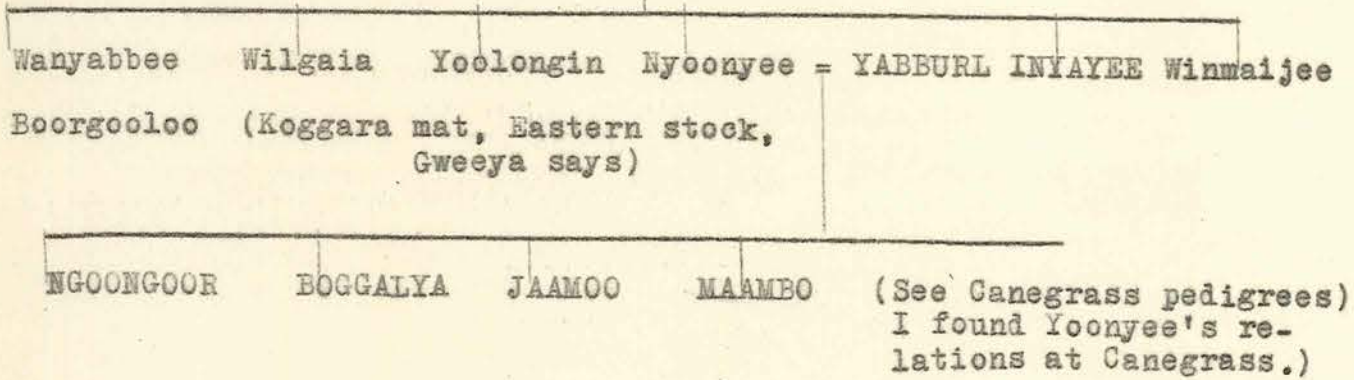 Wanyabbee Wilgaia Yoolongin Nyoonyee = YABBURL INYAYEE Winmaijee
Boorgooloo (Koggara mat, Eastern stock,
Gweeya says)
NGOONGOOR BOGGALYA JAAMOO MAAMBO (See Canegrass pedigrees)
I found Yoonyee's re-
lations at Canegrass.)